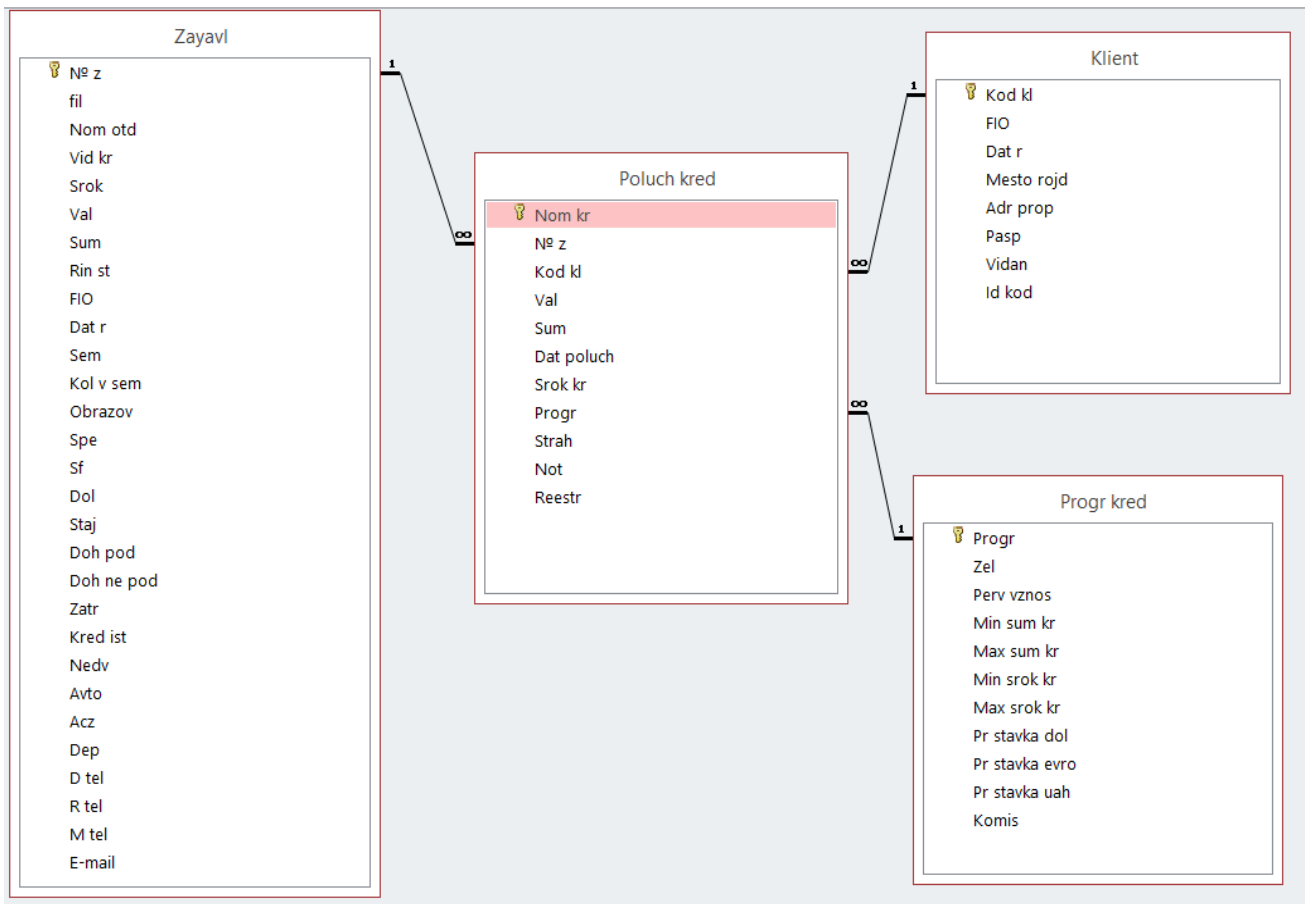 Zayavl
№ z
fil
Nom otd
Vid kr
Srok
Val
Sum
Rin st
FIO
Dat r
Sem
Kol v sem
Obrazov
Spe
Sf
Dol
Staj
Doh pod
Doh ne pod
Zatr
Kred ist
Nedv
Avto
Acz
Dep
D tel
R tel
M tel
E-mail
1
∞
Poluch kred
Nom kr
№ z
Kod kl
Val
Sum
Dat poluch
Srok kr
Progr
Strah
Not
Reestr
1
∞
Klient
Kod kl
FIO
Dat r
Mesto rojd
Adr prop
Pasp
Vidan
Id kod
∞
1
Progr kred
Progr
Zel
Perv vznos
Min sum kr
Max sum kr
Min srok kr
Max srok kr
Pr stavka dol
Pr stavka evro
Pr stavka uah
Komis